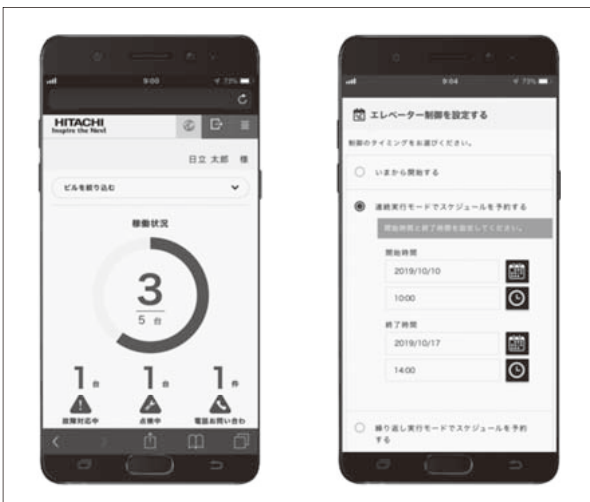 9:00
73%
HITACHI
Inspire the Next
日立 太郎 様
ビルを絞り込む
稼働状況
3
5 台
1 台
1 台
1 件
故障対応中
点検中
電話お問い合わ
9:04
73%
エレベーター制御を設定する
制御のタイミングをお選びください。
いまから開始する
連続実行モードでスケジュールを予約する
開始時間と終了時間を設定してください。
開始時間
2019/10/10
10:00
終了時間
2019/10/17
14:00
繰り返し実行モードでスケジュールを予約
する